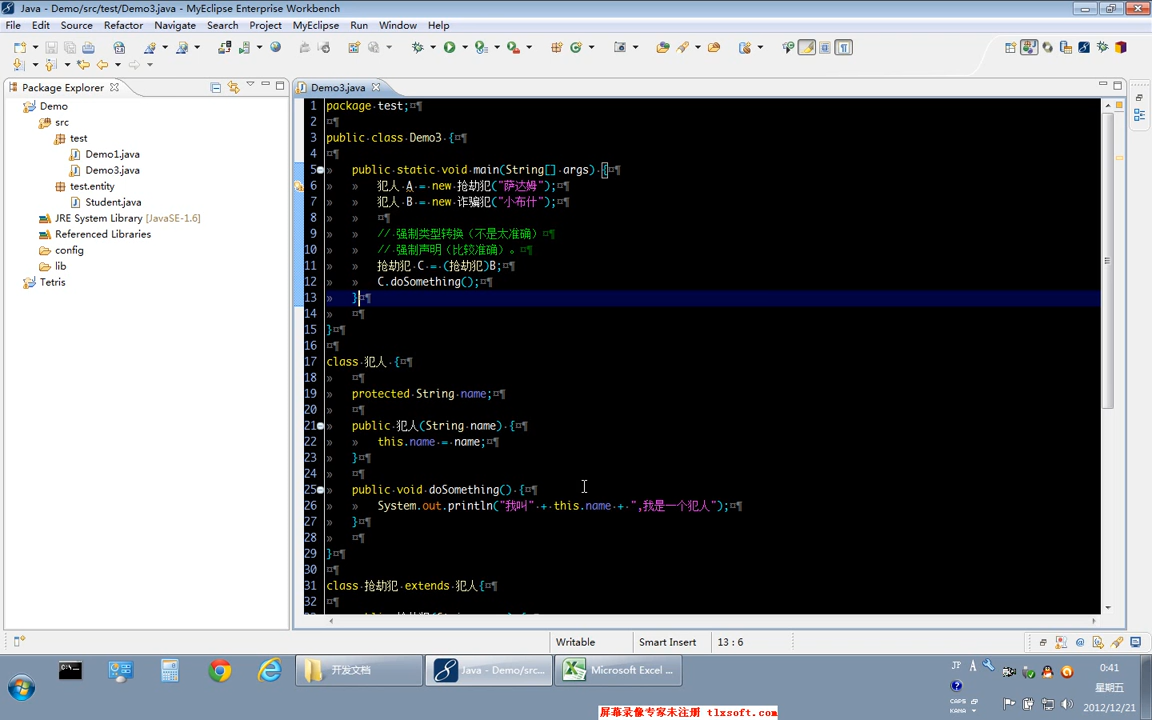 Java - Demo/src/test/Demo3.java - MyEclipse Enterprise Workbench
File Edit Source Refactor Navigate Search Project MyEclipse Run Window Help
Package Explorer
Demo
src
test
Demo1.java
Demo3.java
test.entity
Student.java
JRE System Library [JavaSE-1.6]
Referenced Libraries
config
lib
Tetris
Demo3.java
1 package test;
2
3 public class Demo3 {
4
5 public static void main(String[] args) {
6 犯人 A = new 抢劫犯("萨达姆");
7 犯人 B = new 诈骗犯("小布什");
8
9 // 强制类型转换（不是太准确）
10 // 强制声明（比较准确）。
11 抢劫犯 C = (抢劫犯)B;
12 C.doSomething();
13 }
14
15 }
16
17 class 犯人 {
18
19 protected String name;
20
21 public 犯人(String name) {
22 this.name = name;
23 }
24
25 public void doSomething() {
26 System.out.println("我叫" + this.name + ",我是一个犯人");
27 }
28
29 }
30
31 class 抢劫犯 extends 犯人{
32
Writable Smart Insert 13 : 6
开发文档
Java - Demo/src...
Microsoft Excel ...
JP
CAPS
KANA
0:41
星期五
2012/12/21
屏幕录像专家未注册 tlxsoft.com